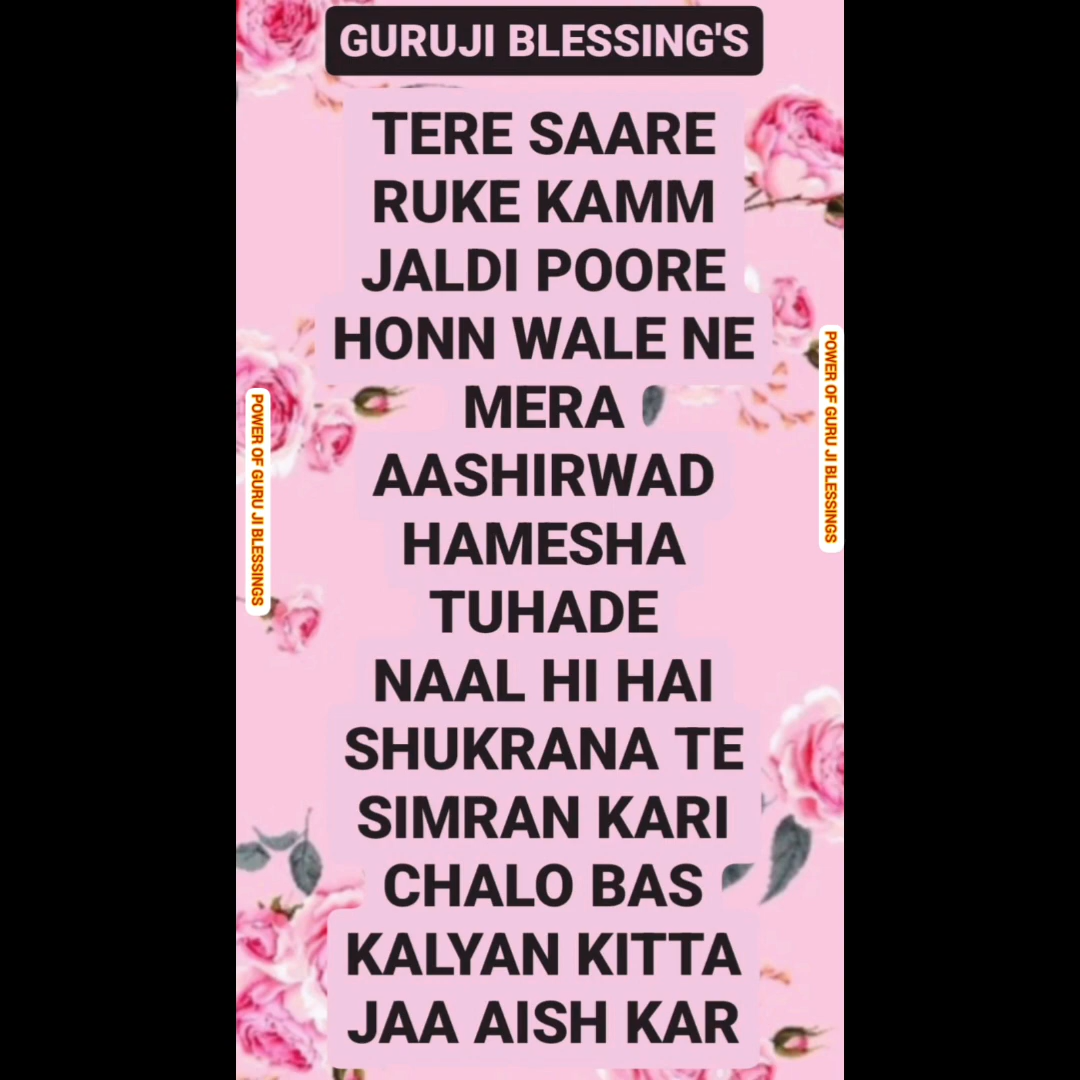 GURUJI BLESSING'S
TERE SAARE
RUKE KAMM
JALDI POORE
HONN WALE NE
MERA
AASHIRWAD
HAMESHA
TUHADE
NAAL HI HAI
SHUKRANA TE
SIMRAN KARI
CHALO BAS
KALYAN KITTA
JAA AISH KAR
POWER OF GURU JI BLESSINGS
POWER OF GURU JI BLESSINGS